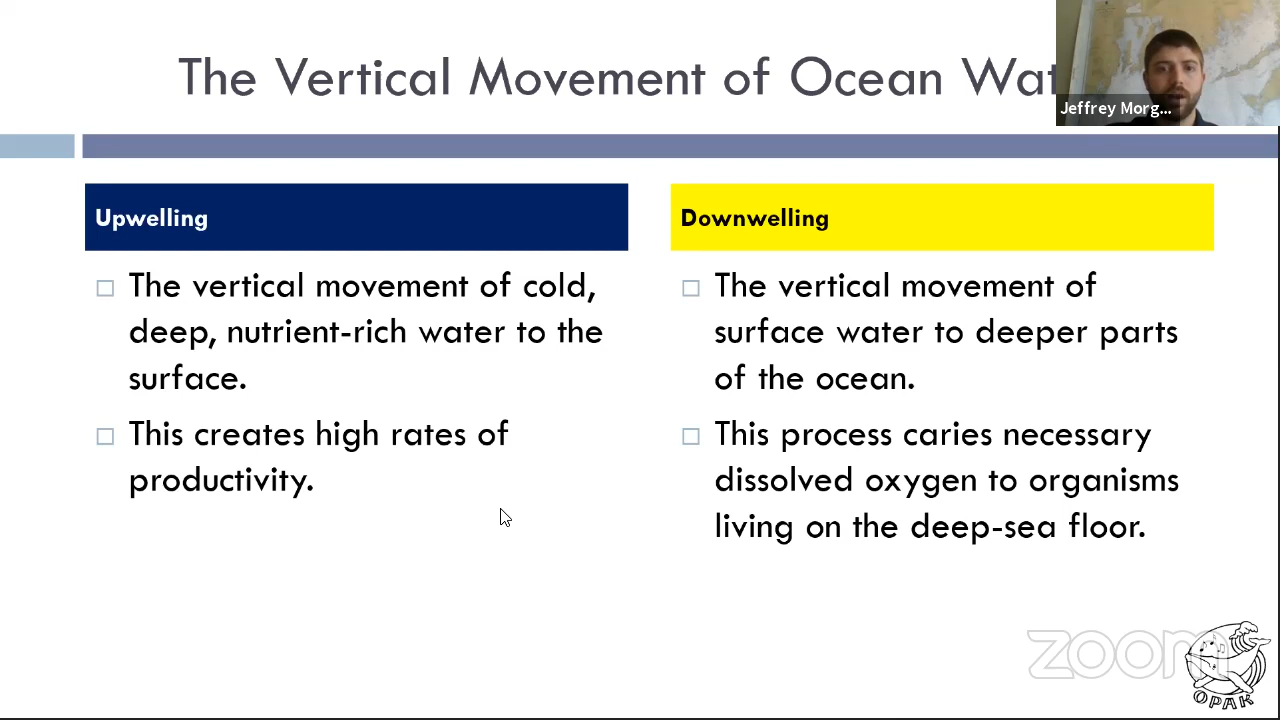 The Vertical Movement of Ocean Wat
Jeffrey Morg...
Upwelling
The vertical movement of cold,
deep, nutrient-rich water to the
surface.
This creates high rates of
productivity.
Downwelling
The vertical movement of
surface water to deeper parts
of the ocean.
This process caries necessary
dissolved oxygen to organisms
living on the deep-sea floor.
zoom
OPAK